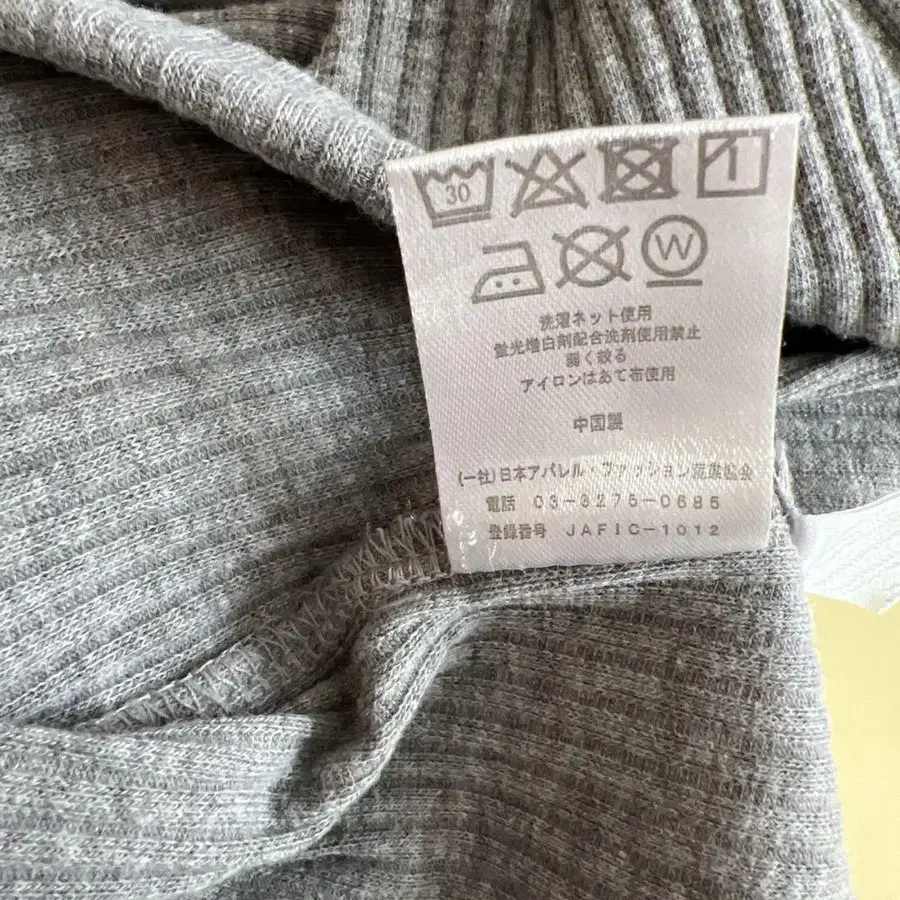 30
W
洗濯ネット使用
蛍光増白剤配合洗剤使用禁止
弱く絞る
アイロンはあて布使用
中国製
(一社)日本アパレル・ファッション産業協会
電話 03-3275-0685
登録番号 JAFIC-1012